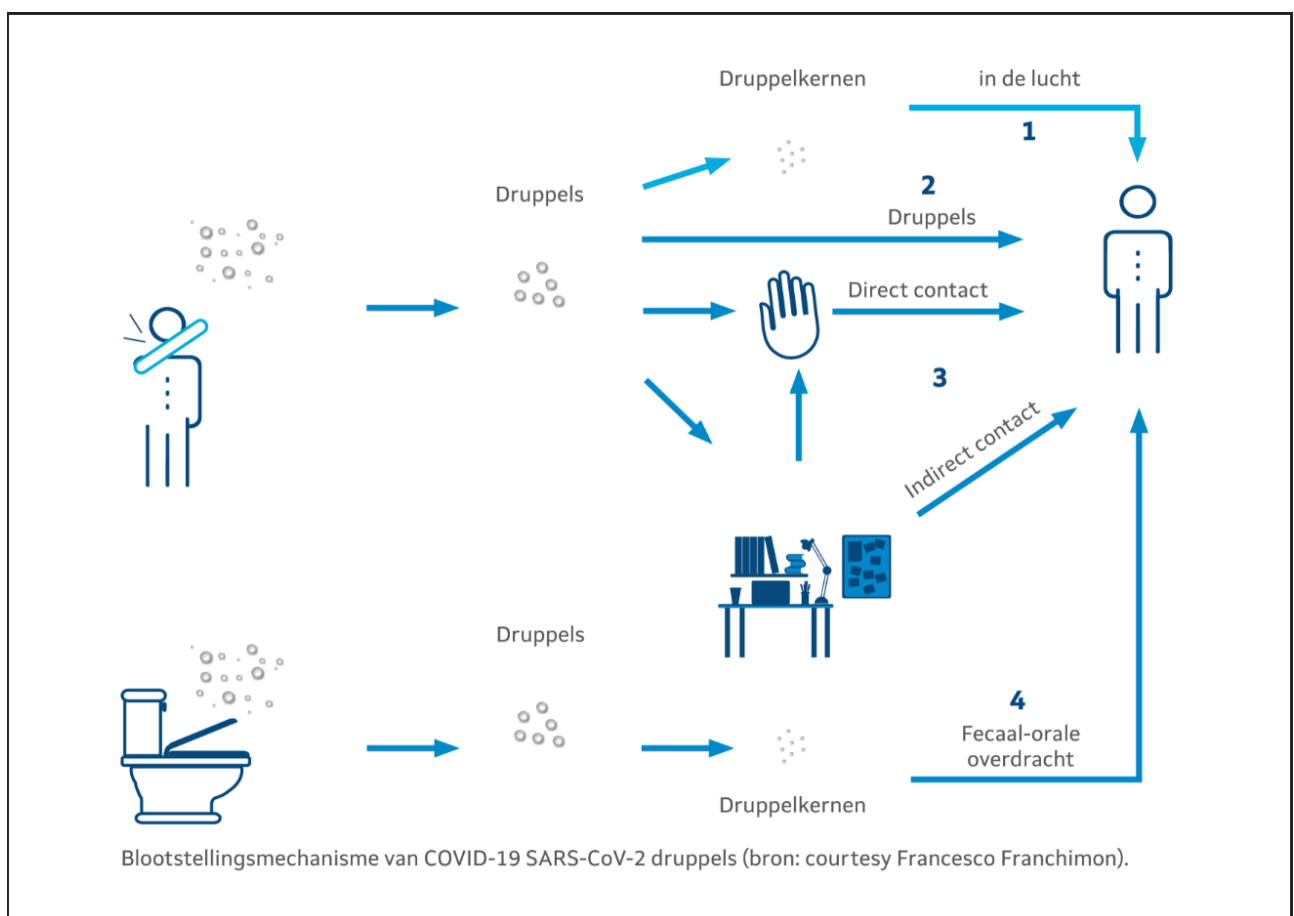 Druppelkernen
in de lucht
1
2
Druppels
Druppels
Direct contact
3
Indirect contact
Druppels
4
Fecaal-orale
overdracht
Druppelkernen
Blootstellingsmechanisme van COVID-19 SARS-CoV-2 druppels (bron: courtesy Francesco Franchimon).